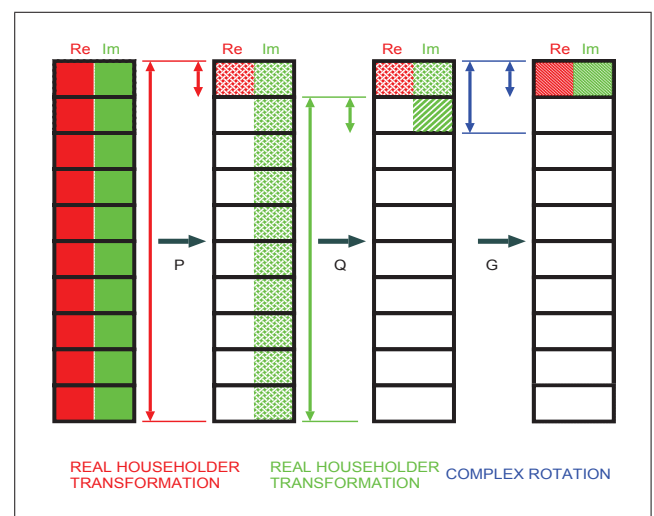 Re Im Re Im Re Im Re Im
P Q G
REAL HOUSEHOLDER TRANSFORMATION
REAL HOUSEHOLDER TRANSFORMATION
COMPLEX ROTATION